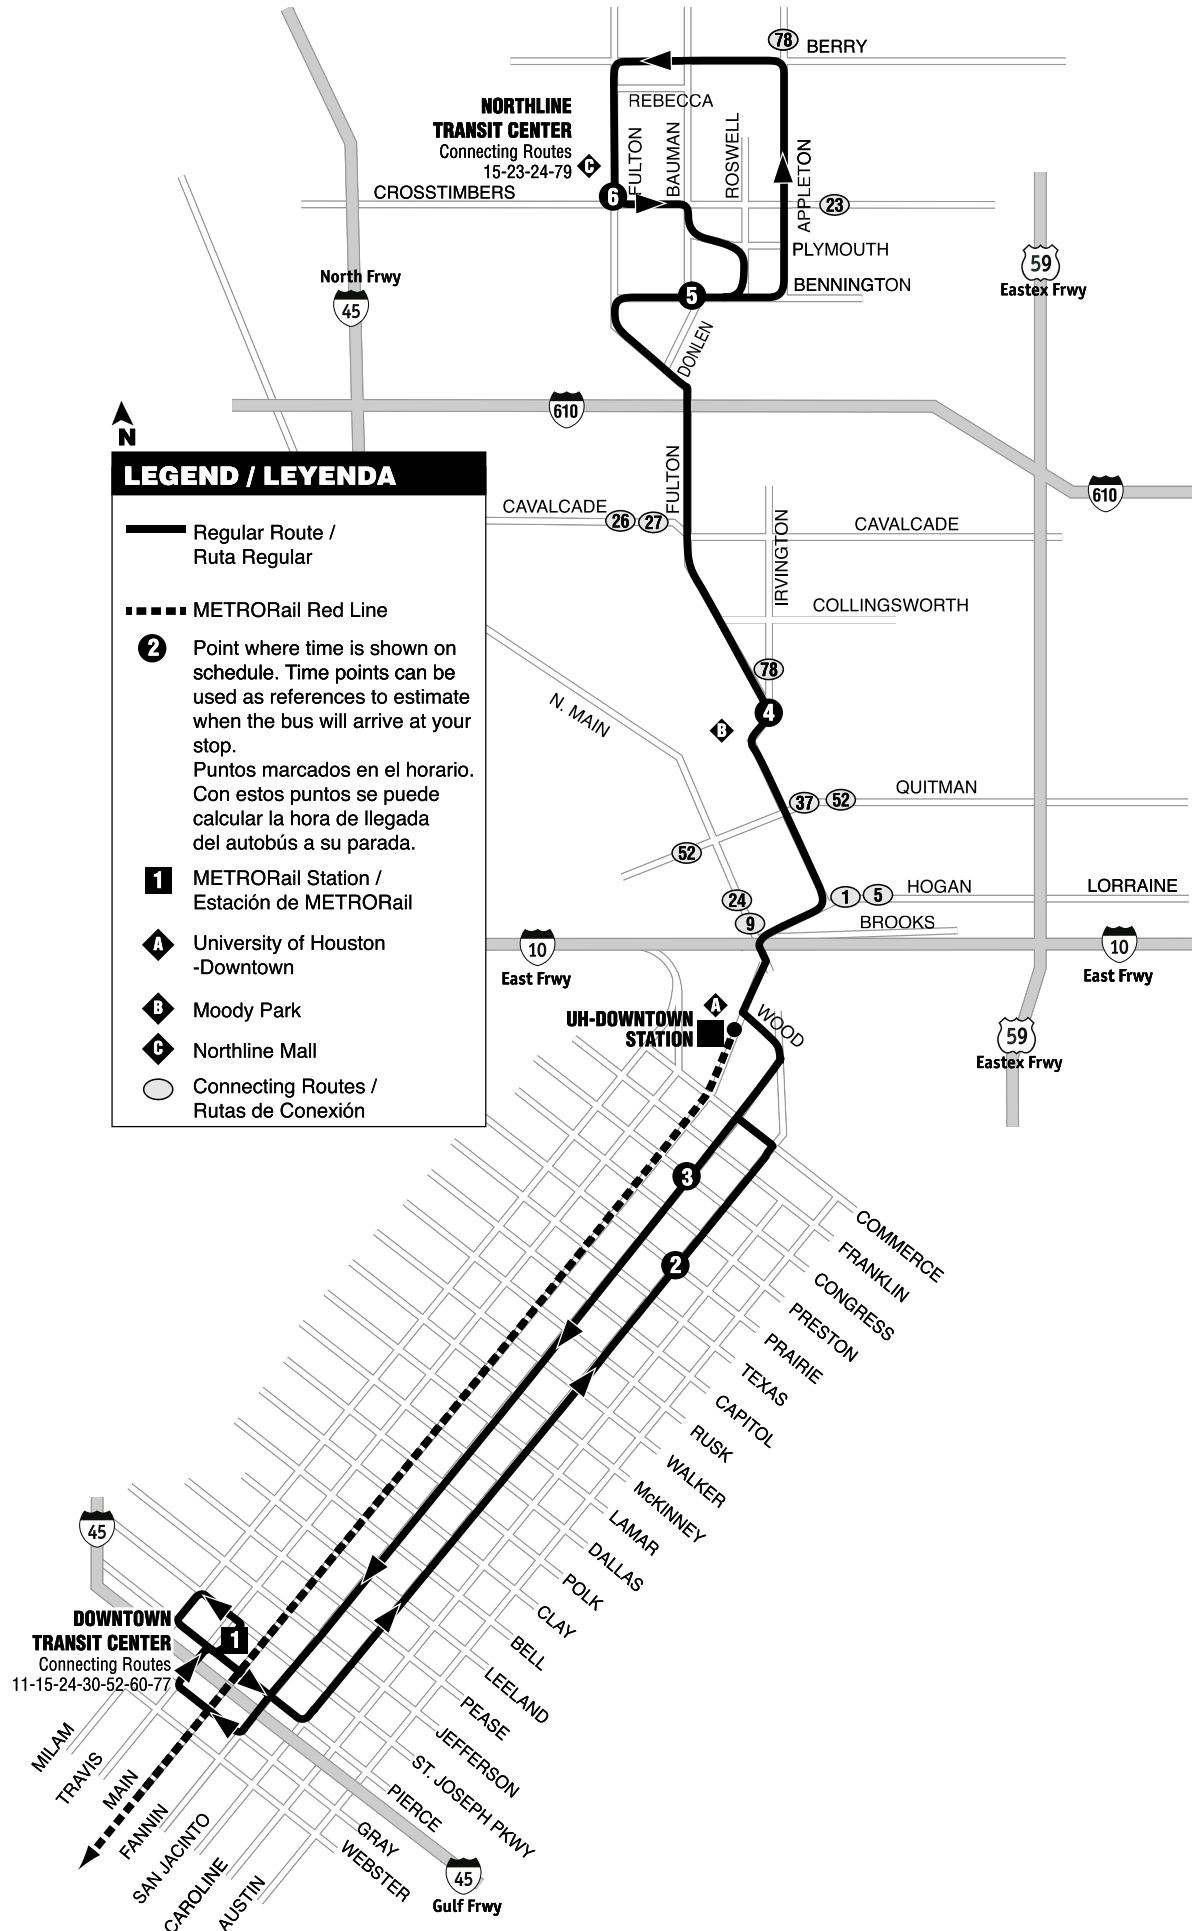 78
BERRY
REBECCA
NORTHLINE
TRANSIT CENTER
Connecting Routes
15-23-24-79
C
FULTON
BAUMAN
ROSWELL
APPLETON
CROSSTIMBERS
6
23
PLYMOUTH
59
Eastex Frwy
North Frwy
45
5
BENNINGTON
DONLEN
610
N
FULTON
610
CAVALCADE
26
27
CAVALCADE
IRVINGTON
COLLINGSWORTH
78
N. MAIN
4
B
QUITMAN
37
52
52
24
9
1
5
HOGAN
LORRAINE
BROOKS
10
East Frwy
10
East Frwy
A
UH-DOWNTOWN
STATION
WOOD
59
Eastex Frwy
LEGEND / LEYENDA
Regular Route /
Ruta Regular
METRORail Red Line
2
Point where time is shown on
schedule. Time points can be
used as references to estimate
when the bus will arrive at your
stop.
Puntos marcados en el horario.
Con estos puntos se puede
calcular la hora de llegada
del autobús a su parada.
1
METRORail Station /
Estación de METRORail
A
University of Houston
-Downtown
B
Moody Park
C
Northline Mall
Connecting Routes /
Rutas de Conexión
3
2
COMMERCE
FRANKLIN
CONGRESS
PRESTON
PRAIRIE
TEXAS
CAPITOL
RUSK
WALKER
McKINNEY
LAMAR
DALLAS
POLK
CLAY
BELL
LEELAND
PEASE
JEFFERSON
ST. JOSEPH PKWY
PIERCE
GRAY
WEBSTER
45
DOWNTOWN
TRANSIT CENTER
Connecting Routes
11-15-24-30-52-60-77
1
MILAM
TRAVIS
MAIN
FANNIN
SAN JACINTO
CAROLINE
AUSTIN
45
Gulf Frwy